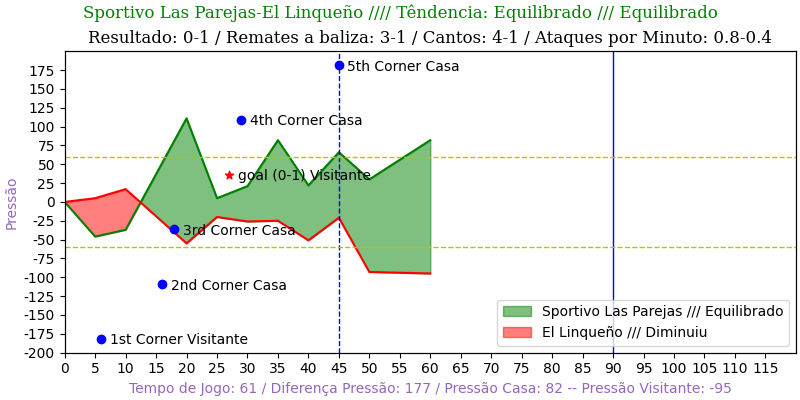 Sportivo Las Parejas-El Linqueño //// Têndencia: Equilibrado /// Equilibrado
Resultado: 0-1 / Remates a baliza: 3-1 / Cantos: 4-1 / Ataques por Minuto: 0.8-0.4
Pressão
175
150
125
100
75
50
25
0
-25
-50
-75
-100
-125
-150
-175
-200
5th Corner Casa
4th Corner Casa
goal (0-1) Visitante
3rd Corner Casa
2nd Corner Casa
1st Corner Visitante
Sportivo Las Parejas /// Equilibrado
El Linqueño /// Diminuiu
0 5 10 15 20 25 30 35 40 45 50 55 60 65 70 75 80 85 90 95 100 105 110 115
Tempo de Jogo: 61 / Diferença Pressão: 177 / Pressão Casa: 82 -- Pressão Visitante: -95